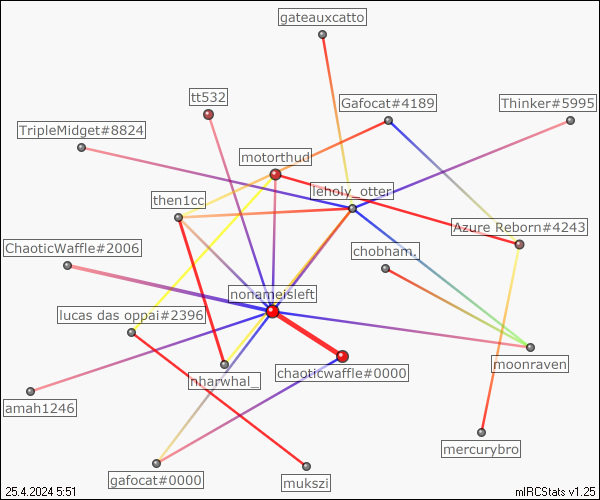 gateauxcatto
tt532
Gafocat#4189
Thinker#5995
TripleMidget#8824
motorthud
leholy_otter
then1cc
Azure Reborn#4243
ChaoticWaffle#2006
chobham.
nonameisleft
lucas das oppai#2396
moonraven
nharwhal_
chaoticwaffle#0000
amah1246
mercurybro
gafocat#0000
mukszi
25.4.2024 5:51
mIRCStats v1.25